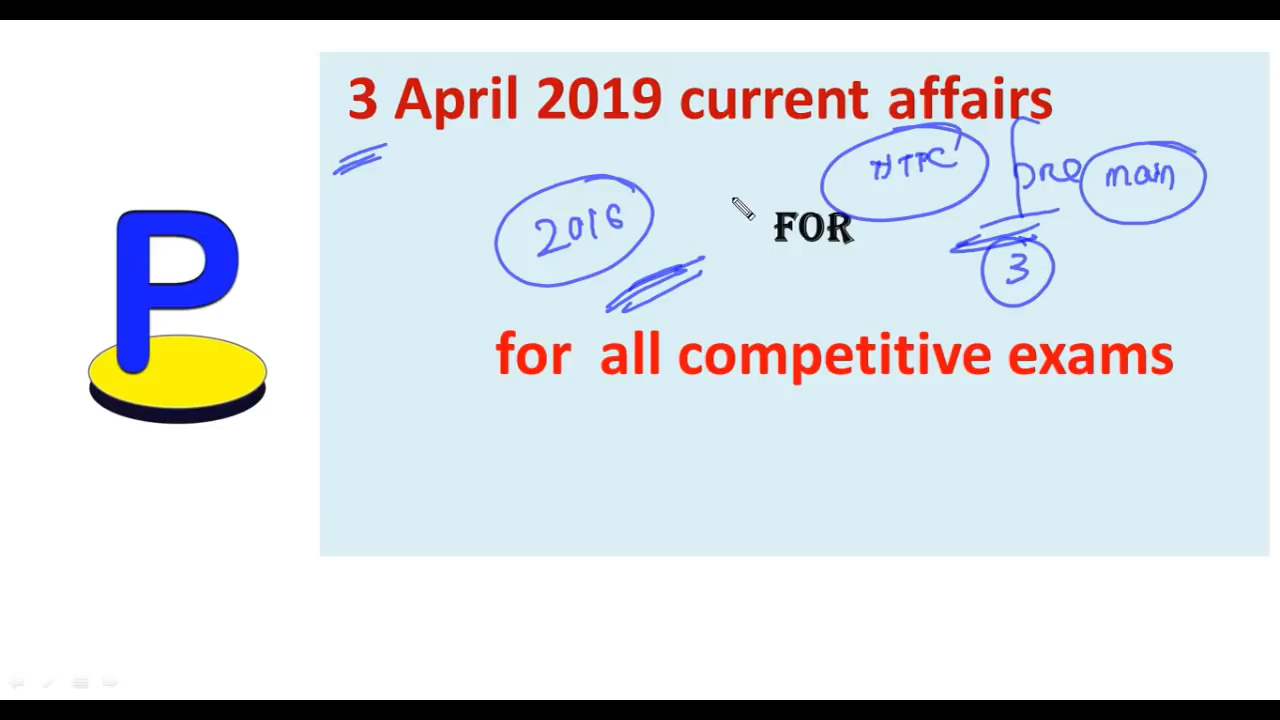 3 April 2019 current affairs
NTPC pre main
2016
FOR
3
for all competitive exams
P